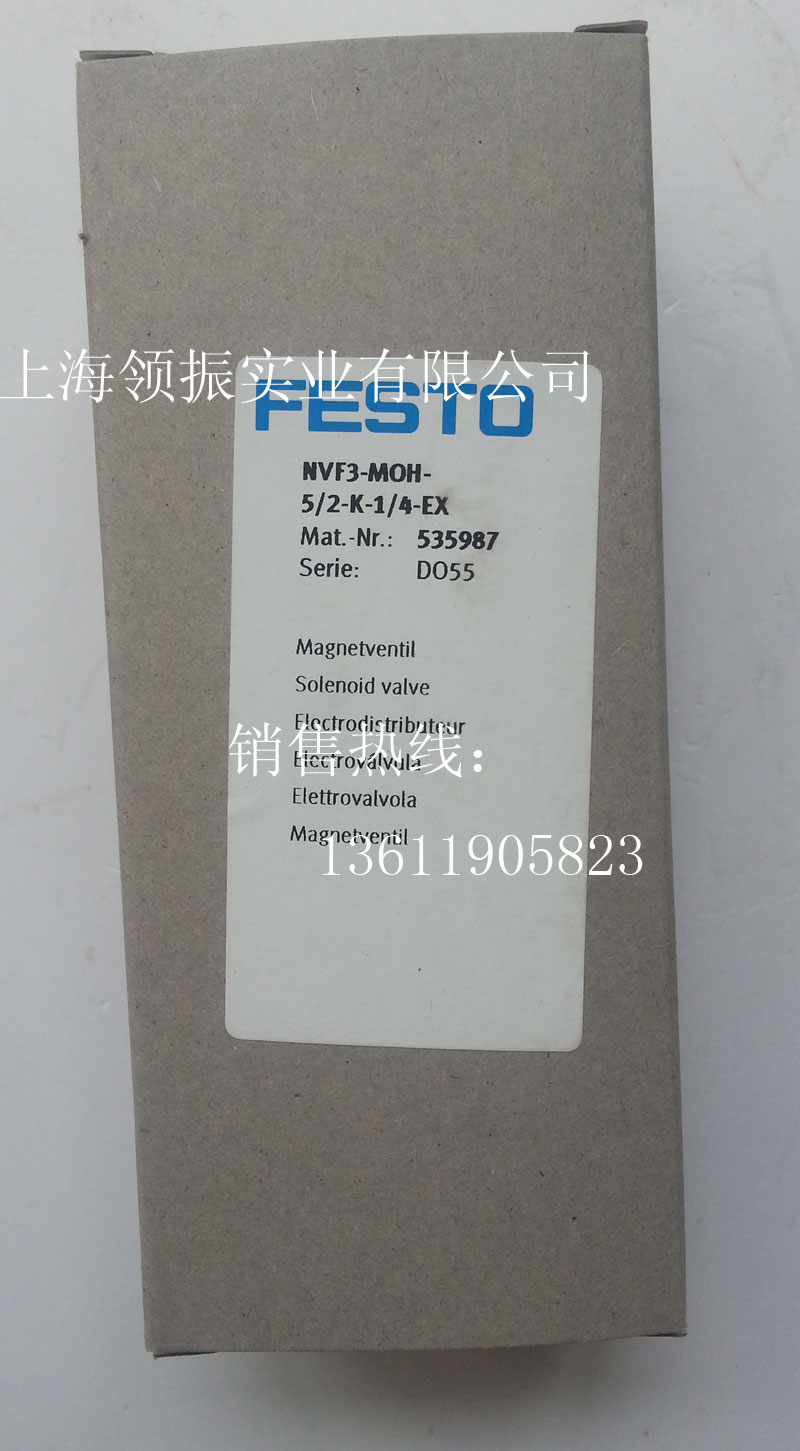 上海领振实业有限公司
FESTO
NVF3-MOH-
5/2-K-1/4-EX
Mat.-Nr.: 535987
Serie: DO55
Magnetventil
Solenoid valve
Electrodistributeur
销售热线：
Electroválvula
Elettrovalvola
Magnetventil
13611905823